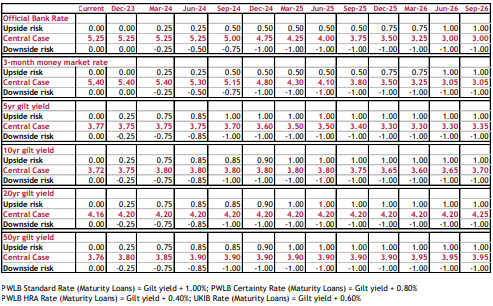 Current Dec-23 Mar-24 Jun-24 Sep-24 Dec-24 Mar-25 Jun-25 Sep-25 Dec-25 Mar-26 Jun-26 Sep-26
Official Bank Rate
Upside risk 0.00 0.00 0.25 0.25 0.50 0.50 0.50 0.50 0.50 0.75 0.75 1.00 1.00
Central Case 5.25 5.25 5.25 5.25 5.00 4.75 4.25 4.00 3.75 3.50 3.25 3.00 3.00
Downside risk 0.00 0.00 -0.25 -0.50 -0.75 -1.00 -1.00 -1.00 -1.00 -1.00 -1.00 -1.00 -1.00
3-month money market rate
Upside risk 0.00 0.00 0.25 0.25 0.50 0.50 0.50 0.50 0.50 0.75 0.75 1.00 1.00
Central Case 5.40 5.40 5.40 5.30 5.15 4.80 4.30 4.10 3.80 3.50 3.25 3.05 3.05
Downside risk 0.00 0.00 -0.25 -0.50 -0.75 -1.00 -1.00 -1.00 -1.00 -1.00 -1.00 -1.00 -1.00
5yr gilt yield
Upside risk 0.00 0.25 0.75 0.85 1.00 1.00 1.00 1.00 1.00 1.00 1.00 1.00 1.00
Central Case 3.77 3.75 3.75 3.75 3.70 3.60 3.50 3.50 3.40 3.30 3.30 3.30 3.35
Downside risk 0.00 -0.25 -0.75 -0.85 -1.00 -1.00 -1.00 -1.00 -1.00 -1.00 -1.00 -1.00 -1.00
10yr gilt yield
Upside risk 0.00 0.25 0.75 0.85 0.85 0.90 1.00 1.00 1.00 1.00 1.00 1.00 1.00
Central Case 3.72 3.75 3.80 3.80 3.80 3.80 3.80 3.80 3.75 3.65 3.60 3.65 3.70
Downside risk 0.00 -0.25 -0.75 -0.85 -1.00 -1.00 -1.00 -1.00 -1.00 -1.00 -1.00 -1.00 -1.00
20yr gilt yield
Upside risk 0.00 0.25 0.75 0.85 0.85 0.90 1.00 1.00 1.00 1.00 1.00 1.00 1.00
Central Case 4.16 4.20 4.20 4.20 4.20 4.20 4.20 4.20 4.20 4.20 4.20 4.20 4.25
Downside risk 0.00 -0.25 -0.75 -0.85 -1.00 -1.00 -1.00 -1.00 -1.00 -1.00 -1.00 -1.00 -1.00
50yr gilt yield
Upside risk 0.00 0.25 0.75 0.85 0.85 0.90 1.00 1.00 1.00 1.00 1.00 1.00 1.00
Central Case 3.76 3.80 3.85 3.90 3.90 3.90 3.90 3.90 3.90 3.90 3.95 3.95 3.95
Downside risk 0.00 -0.25 -0.75 -0.85 -1.00 -1.00 -1.00 -1.00 -1.00 -1.00 -1.00 -1.00 -1.00
PWLB Standard Rate (Maturity Loans) = Gilt yield + 1.00%; PWLB Certainty Rate (Maturity Loans) = Gilt yield + 0.80%
PWLB HRA Rate (Maturity Loans) = Gilt yield + 0.40%; UKIB Rate (Maturity Loans) = Gilt yield + 0.60%